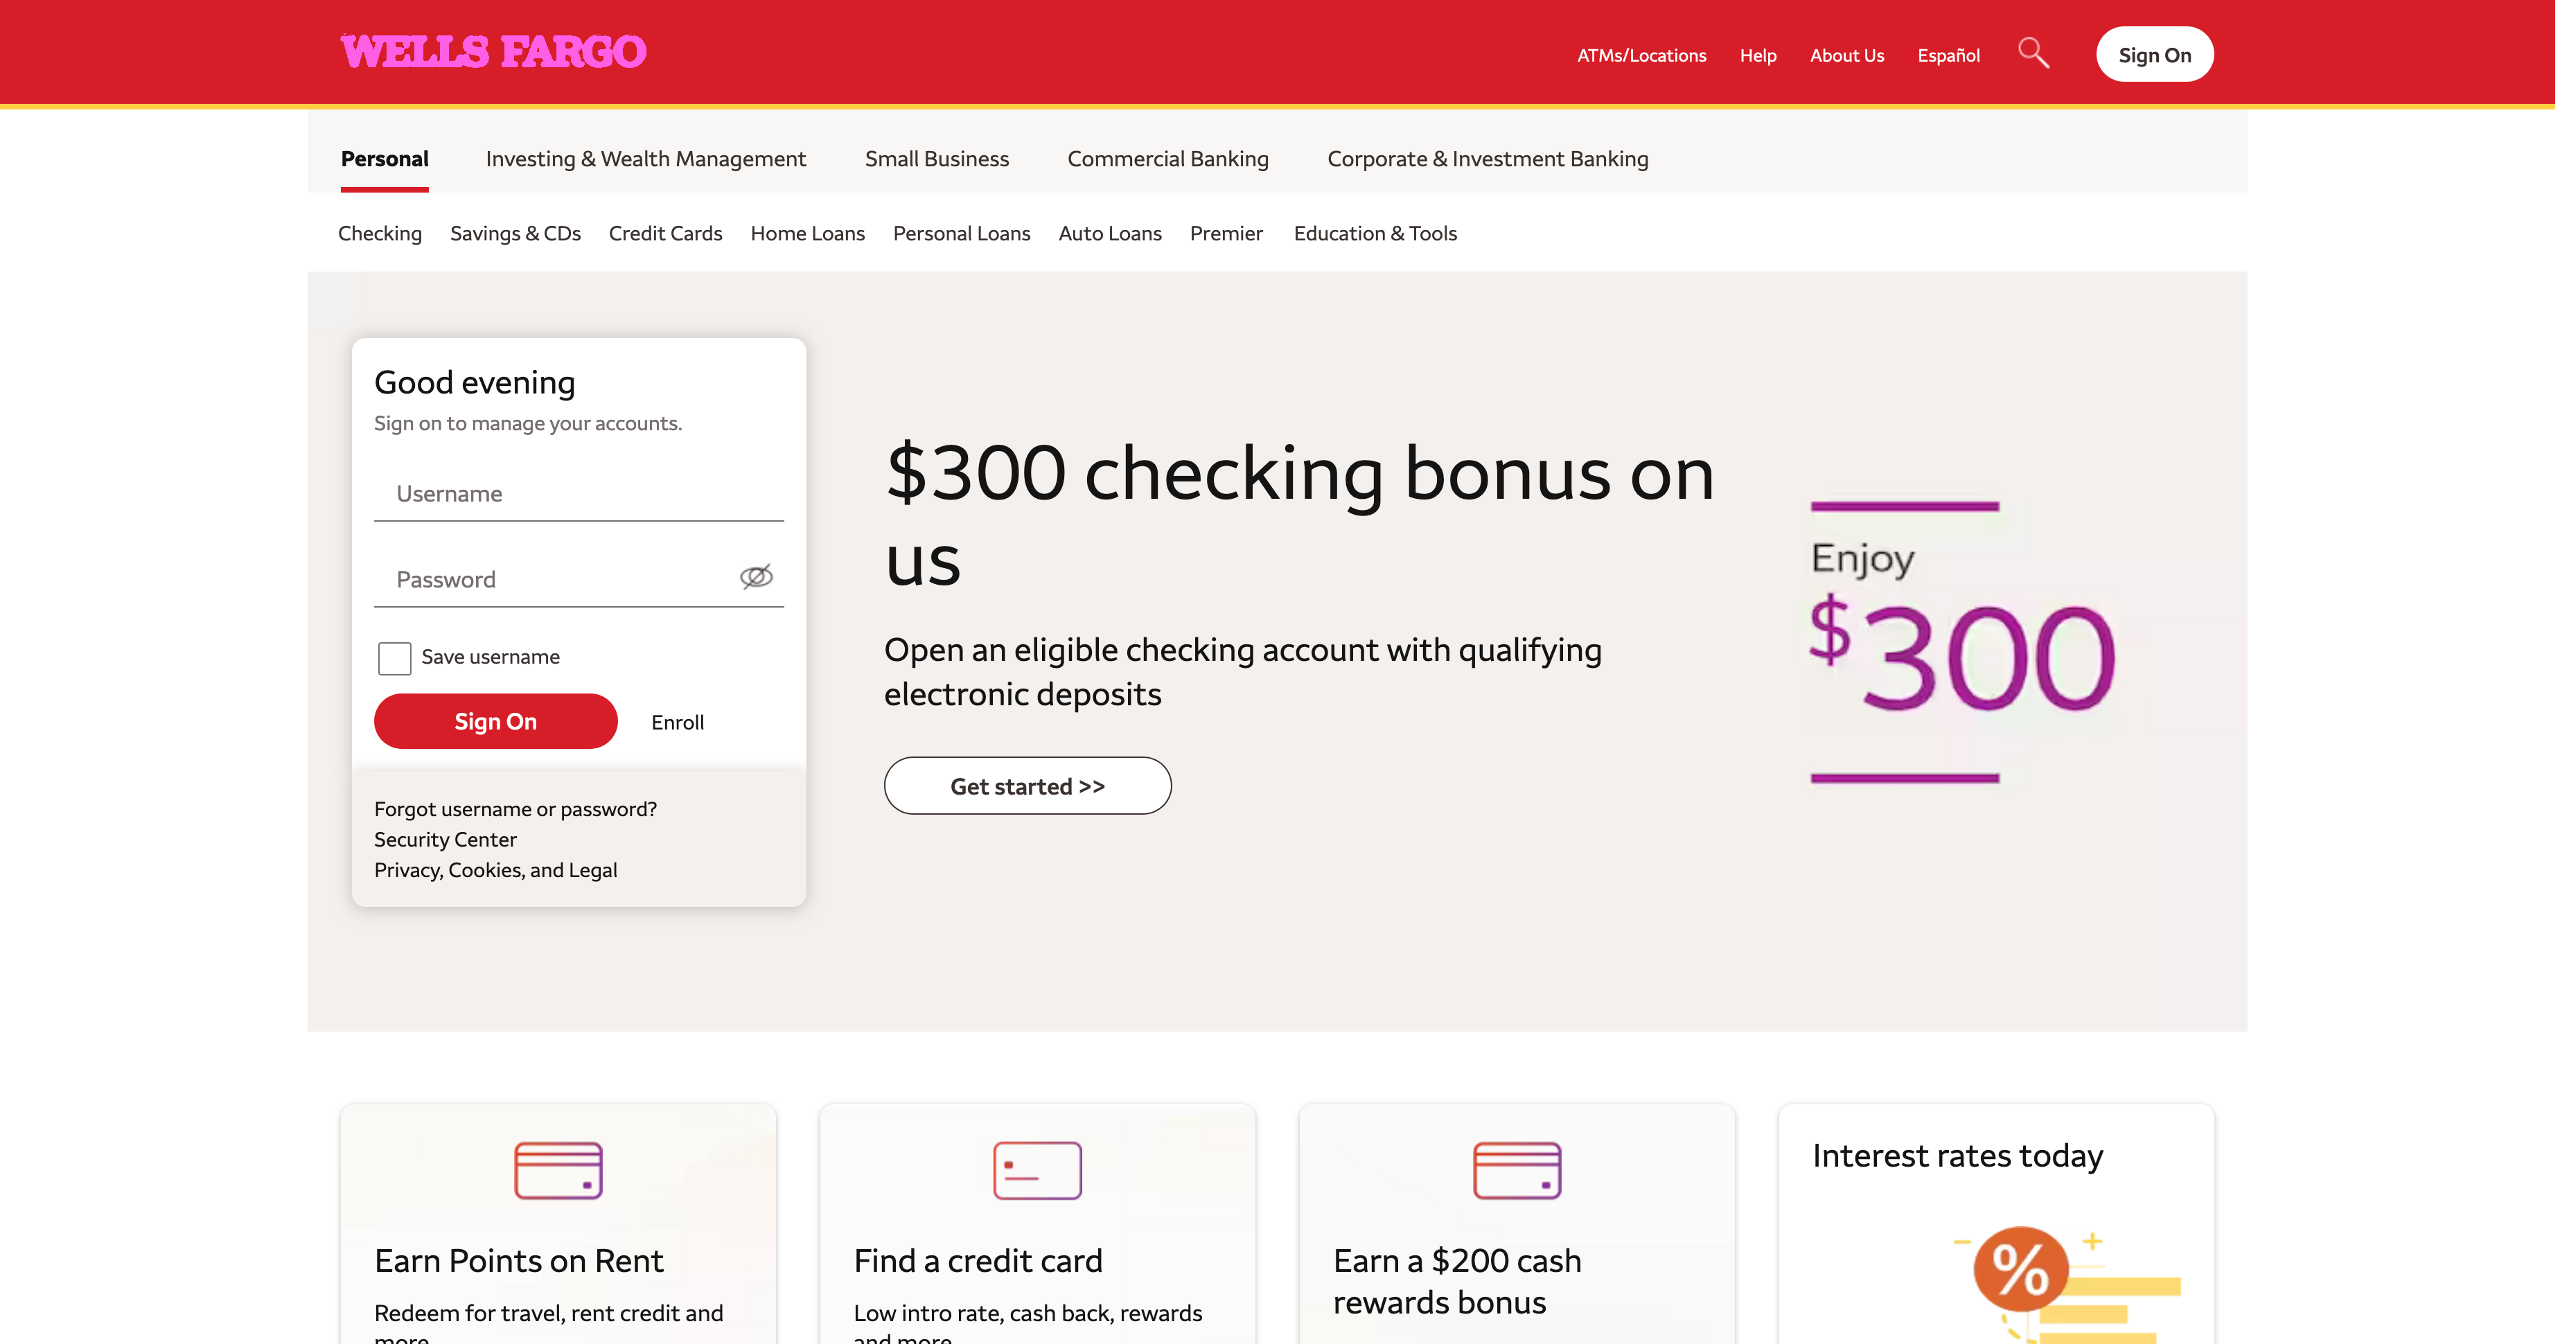 WELLS FARGO
ATMs/Locations Help About Us Español Sign On
Personal Investing & Wealth Management Small Business Commercial Banking Corporate & Investment Banking
Checking Savings & CDs Credit Cards Home Loans Personal Loans Auto Loans Premier Education & Tools
Good evening
Sign on to manage your accounts.
Username
Password
Save username
Sign On Enroll
Forgot username or password?
Security Center
Privacy, Cookies, and Legal
$300 checking bonus on
us
Open an eligible checking account with qualifying
electronic deposits
Get started >>
Enjoy
$300
Earn Points on Rent
Redeem for travel, rent credit and
more
Find a credit card
Low intro rate, cash back, rewards
and more
Earn a $200 cash
rewards bonus
Interest rates today
%